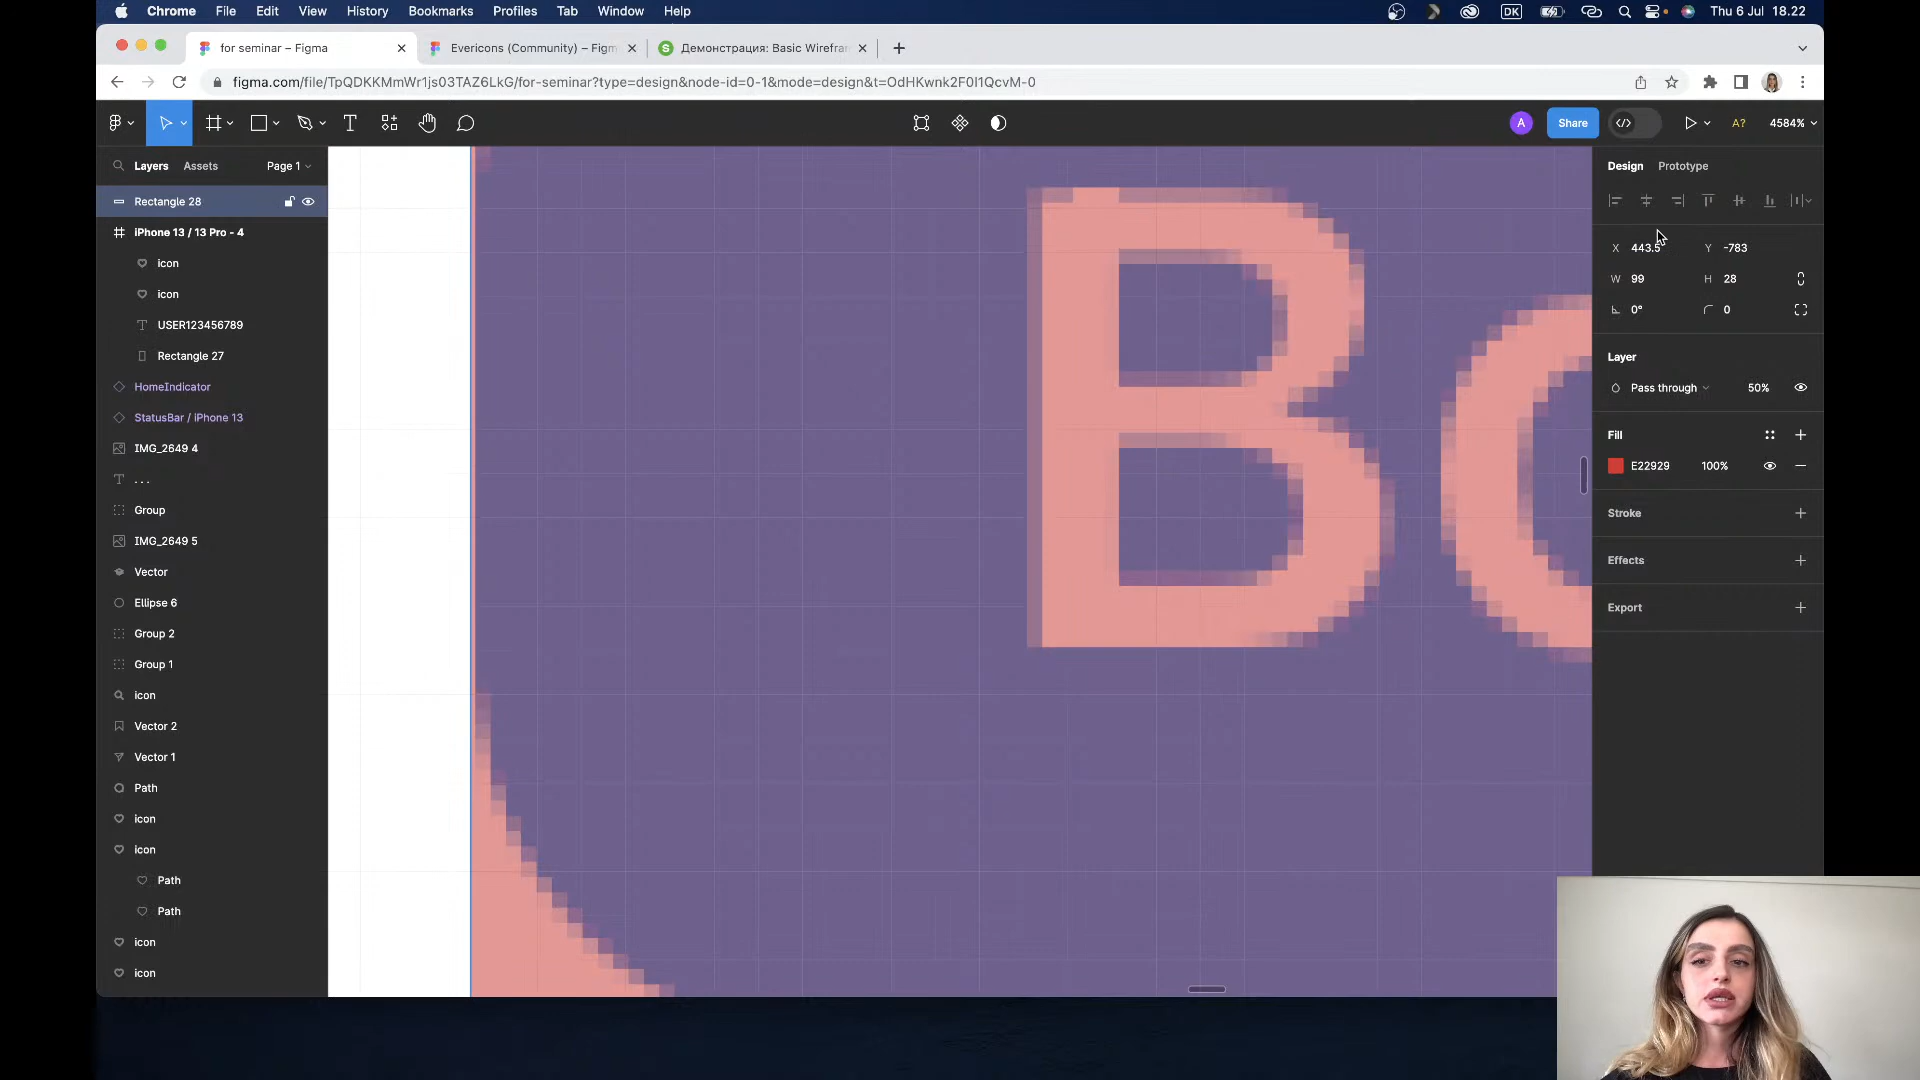 Chrome File Edit View History Bookmarks Profiles Tab Window Help DK Thu 6 Jul 18.22
for seminar – Figma Evericons (Community) – Figm Демонстрация: Basic Wirefram
figma.com/file/TpQDKKMmWr1js03TAZ6LkG/for-seminar?type=design&node-id=0-1&mode=design&t=OdHKwnk2F0I1QcvM-0
A Share A? 4584%
Layers Assets Page 1
Design Prototype
Rectangle 28
iPhone 13 / 13 Pro - 4
icon
icon
USER123456789
Rectangle 27
HomeIndicator
StatusBar / iPhone 13
IMG_2649 4
. . .
Group
IMG_2649 5
Vector
Ellipse 6
Group 2
Group 1
icon
Vector 2
Vector 1
Path
icon
icon
Path
Path
icon
icon
B
X 443.5 Y -783
W 99 H 28
0° 0
Layer
Pass through 50%
Fill
E22929 100%
Stroke
Effects
Export